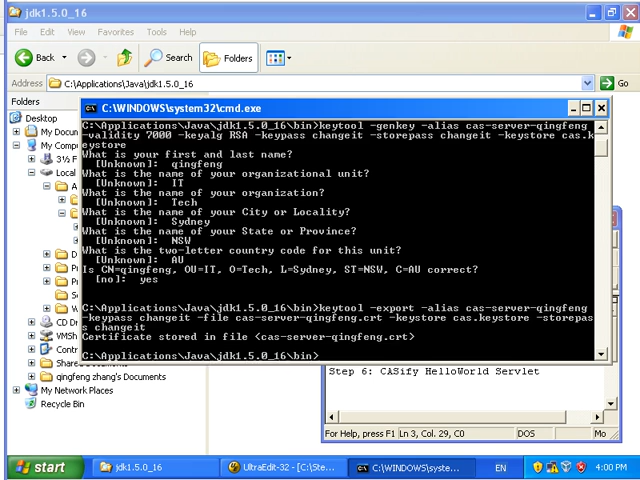 jdk1.5.0_16
File Edit View Favorites Tools Help
Back Search Folders
Address C:\Applications\Java\jdk1.5.0_16 Go
Folders
Desktop
My Docum
My Comp
3½ F
Local
A
D
P
P
S
W
CD Dr
VMSh
Contr
Shared Documents
qingfeng zhang's Documents
My Network Places
Recycle Bin
C:\WINDOWS\system32\cmd.exe
C:\Applications\Java\jdk1.5.0_16\bin>keytool -genkey -alias cas-server-qingfeng
-validity 7000 -keyalg RSA -keypass changeit -storepass changeit -keystore cas.k
eystore
What is your first and last name?
[Unknown]: qingfeng
What is the name of your organizational unit?
[Unknown]: IT
What is the name of your organization?
[Unknown]: Tech
What is the name of your City or Locality?
[Unknown]: Sydney
What is the name of your State or Province?
[Unknown]: NSW
What is the two-letter country code for this unit?
[Unknown]: AU
Is CN=qingfeng, OU=IT, O=Tech, L=Sydney, ST=NSW, C=AU correct?
[no]: yes
C:\Applications\Java\jdk1.5.0_16\bin>keytool -export -alias cas-server-qingfeng
-keypass changeit -file cas-server-qingfeng.crt -keystore cas.keystore -storepas
s changeit
Certificate stored in file <cas-server-qingfeng.crt>
C:\Applications\Java\jdk1.5.0_16\bin>
Step 6: CASify HelloWorld Servlet
For Help, press F1 Ln 3, Col. 29, C0 DOS Mo
start jdk1.5.0_16 UltraEdit-32 - [C:\Ste... C:\WINDOWS\syste... EN 4:00 PM